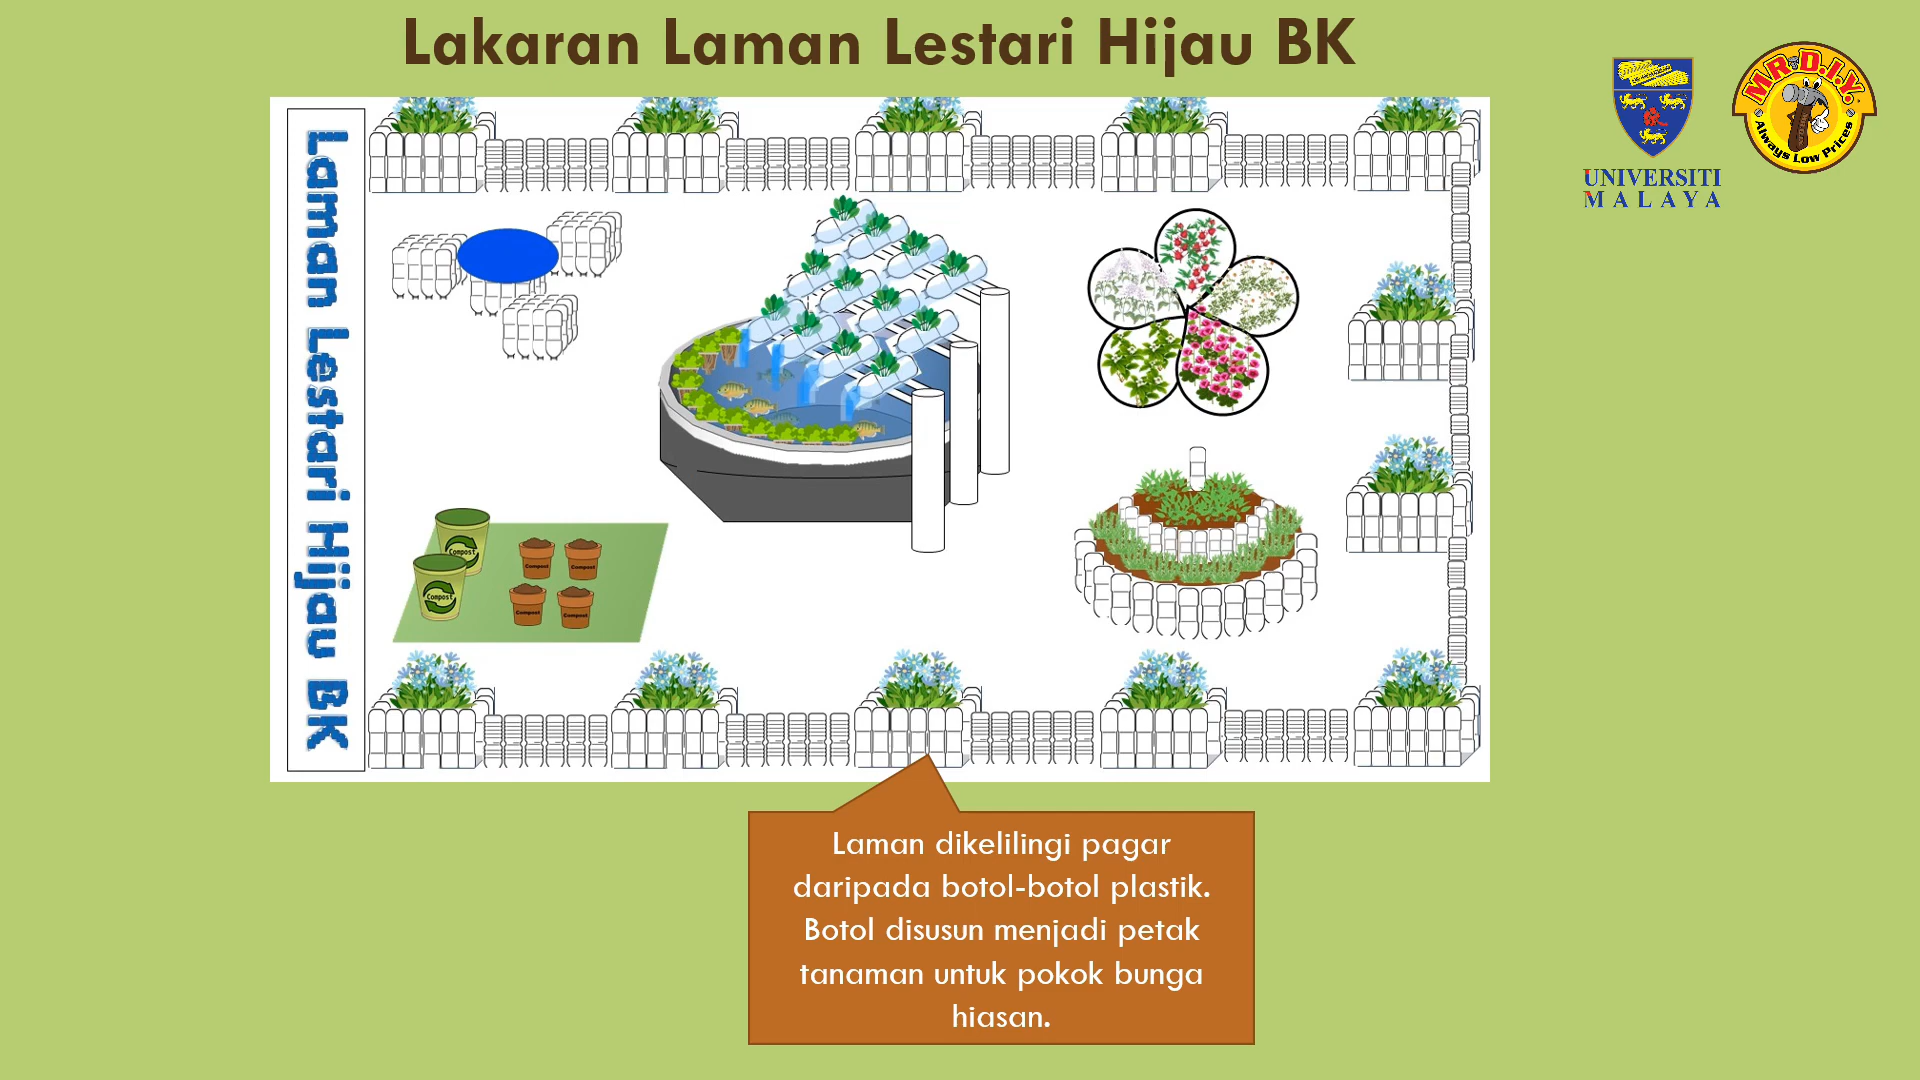 Lakaran Laman Lestari Hijau BK
UNIVERSITI
MALAYA
MR. D.I.Y.
Always Low Prices
Laman Lestari Hijau BK
Compost
Compost
Compost
Compost
Compost
Compost
Laman dikelilingi pagar
daripada botol-botol plastik.
Botol disusun menjadi petak
tanaman untuk pokok bunga
hiasan.